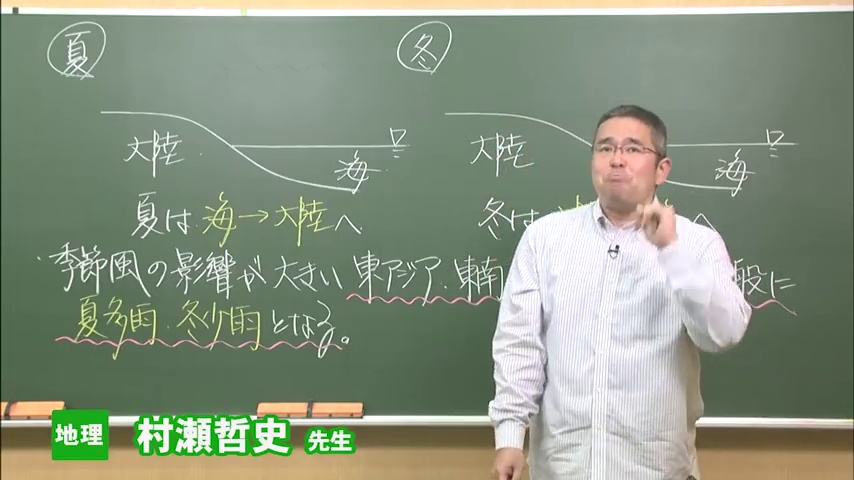 夏
冬
大陸
海
大陸
海
夏は 海→大陸へ
冬は
へ
季節風の影響が大きい 東アジア・東南
般に
夏多雨・冬少雨となる。
地理 村瀬哲史 先生